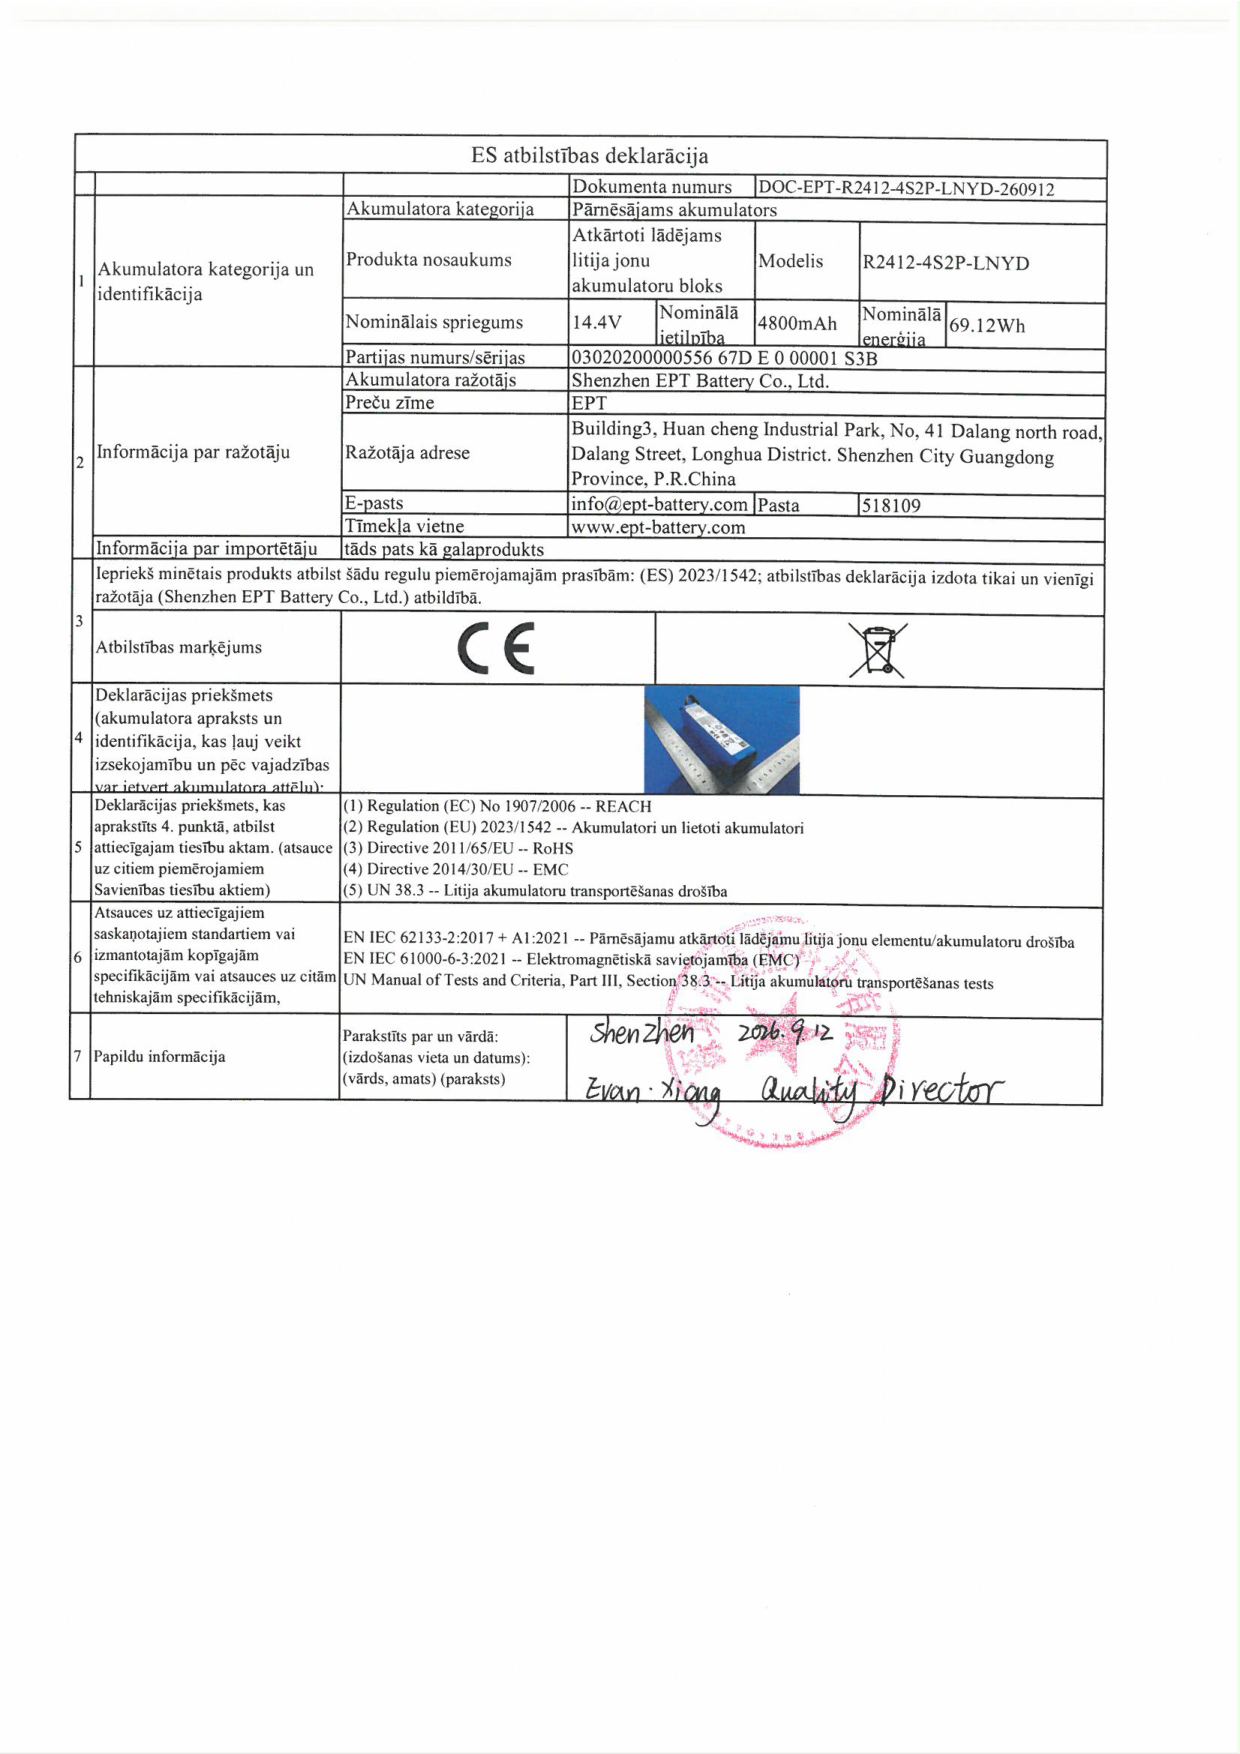 ES atbilstības deklarācija
Dokumenta numurs DOC-EPT-R2412-4S2P-LNYD-260912
1 Akumulatora kategorija un identifikācija
Akumulatora kategorija Pārnēsājams akumulators
Produkta nosaukums
Atkārtoti lādējams
litija jonu
akumulatoru bloks
Modelis R2412-4S2P-LNYD
Nominālais spriegums 14.4V Nominālā ietilpība 4800mAh Nominālā enerģija 69.12Wh
Partijas numurs/sērijas 03020200000556 67D E 0 00001 S3B
2 Informācija par ražotāju
Akumulatora ražotājs Shenzhen EPT Battery Co., Ltd.
Preču zīme EPT
Ražotāja adrese
Building3, Huan cheng Industrial Park, No, 41 Dalang north road,
Dalang Street, Longhua District. Shenzhen City Guangdong
Province, P.R.China
E-pasts info@ept-battery.com Pasta 518109
Tīmekļa vietne www.ept-battery.com
Informācija par importētāju tāds pats kā galaprodukts
3
Iepriekš minētais produkts atbilst šādu regulu piemērojamajām prasībām: (ES) 2023/1542; atbilstības deklarācija izdota tikai un vienīgi
ražotāja (Shenzhen EPT Battery Co., Ltd.) atbildībā.
Atbilstības marķējums CE
4
Deklarācijas priekšmets
(akumulatora apraksts un
identifikācija, kas ļauj veikt
izsekojamību un pēc vajadzības
var ietvert akumulatora attēlu):
5
Deklarācijas priekšmets, kas
aprakstīts 4. punktā, atbilst
attiecīgajam tiesību aktam. (atsauce
uz citiem piemērojamiem
Savienības tiesību aktiem)
(1) Regulation (EC) No 1907/2006 -- REACH
(2) Regulation (EU) 2023/1542 -- Akumulatori un lietoti akumulatori
(3) Directive 2011/65/EU -- RoHS
(4) Directive 2014/30/EU -- EMC
(5) UN 38.3 -- Litija akumulatoru transportēšanas drošība
6
Atsauces uz attiecīgajiem
saskaņotajiem standartiem vai
izmantotajām kopīgajām
specifikācijām vai atsauces uz citām
tehniskajām specifikācijām,
EN IEC 62133-2:2017 + A1:2021 -- Pārnēsājamu atkārtoti lādējamu litija jonu elementu/akumulatoru drošība
EN IEC 61000-6-3:2021 -- Elektromagnētiskā savietojamība (EMC)
UN Manual of Tests and Criteria, Part III, Section 38.3 -- Litija akumulatoru transportēšanas tests
7 Papildu informācija
Parakstīts par un vārdā:
(izdošanas vieta un datums):
(vārds, amats) (paraksts)
Shenzhen 2026.9.12
Evan·Xiang Quality Director